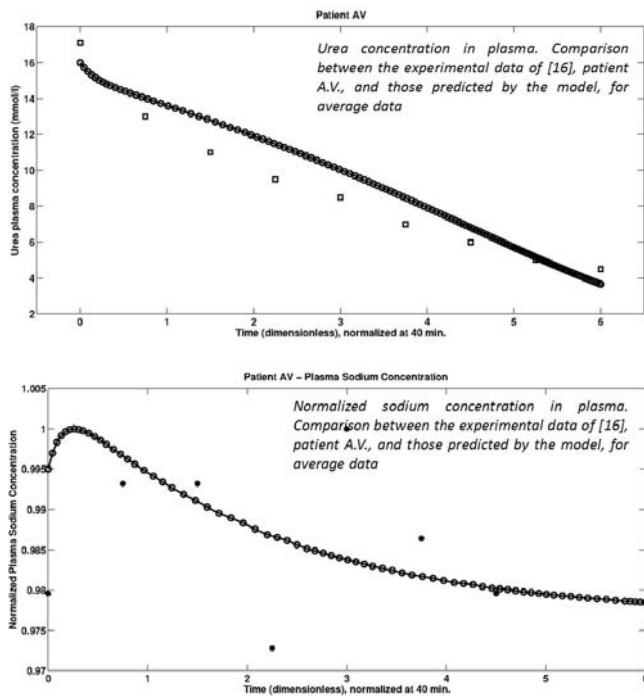 Patient AV
Urea concentration in plasma. Comparison
between the experimental data of [16], patient
A.V., and those predicted by the model, for
average data
Urea plasma concentration (mmol/l)
18
16
14
12
10
8
6
4
2
0
1
2
3
4
5
6
Time (dimensionless), normalized at 40 min.
Patient AV – Plasma Sodium Concentration
Normalized sodium concentration in plasma.
Comparison between the experimental data of [16],
patient A.V., and those predicted by the model, for
average data
Normalized Plasma Sodium Concentration
1.005
1
0.995
0.99
0.985
0.98
0.975
0.97
0
1
2
3
4
5
6
Time (dimensionless), normalized at 40 min.